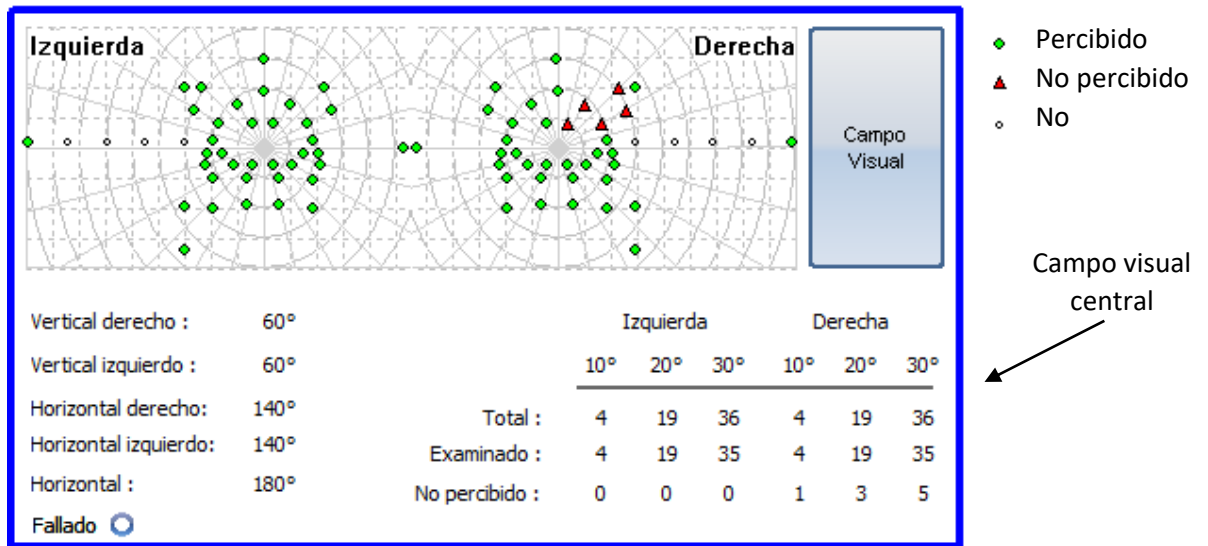 Izquierda
Derecha
Campo
Visual
Percibido
No percibido
No
Campo visual
central
Vertical derecho : 60°
Vertical izquierdo : 60°
Horizontal derecho: 140°
Horizontal izquierdo: 140°
Horizontal : 180°
Fallado
Izquierda Derecha
10° 20° 30° 10° 20° 30°
Total : 4 19 36 4 19 36
Examinado : 4 19 35 4 19 35
No percibido : 0 0 0 1 3 5